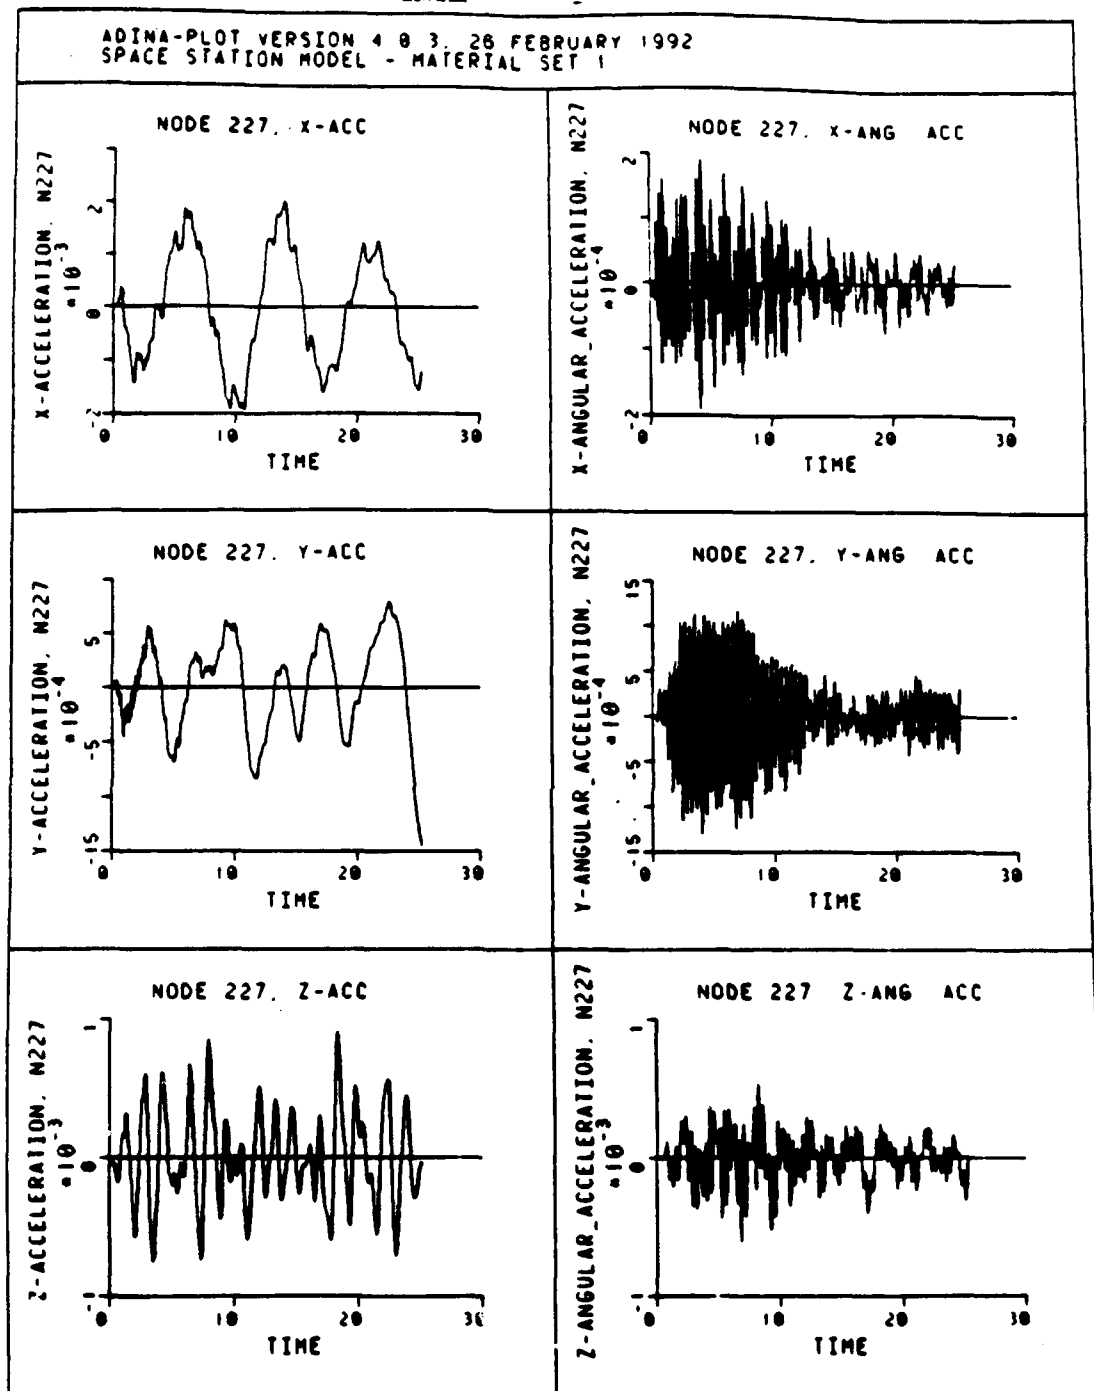 ADINA-PLOT VERSION 4.0.3, 26 FEBRUARY 1992
SPACE STATION MODEL - MATERIAL SET 1
NODE 227, X-ACC
X-ACCELERATION, N227
*10^-3
2
0
-2
0
10
20
30
TIME
NODE 227, X-ANG ACC
X-ANGULAR_ACCELERATION, N227
*10^-4
2
0
-2
0
10
20
30
TIME
NODE 227, Y-ACC
Y-ACCELERATION, N227
*10^-4
5
-5
-15
0
10
20
30
TIME
NODE 227, Y-ANG ACC
Y-ANGULAR_ACCELERATION, N227
*10^-4
15
5
-5
-15
0
10
20
30
TIME
NODE 227, Z-ACC
Z-ACCELERATION, N227
*10^-3
1
0
-1
0
10
20
30
TIME
NODE 227 Z-ANG ACC
Z-ANGULAR_ACCELERATION, N227
*10^-3
1
0
-1
0
10
20
30
TIME